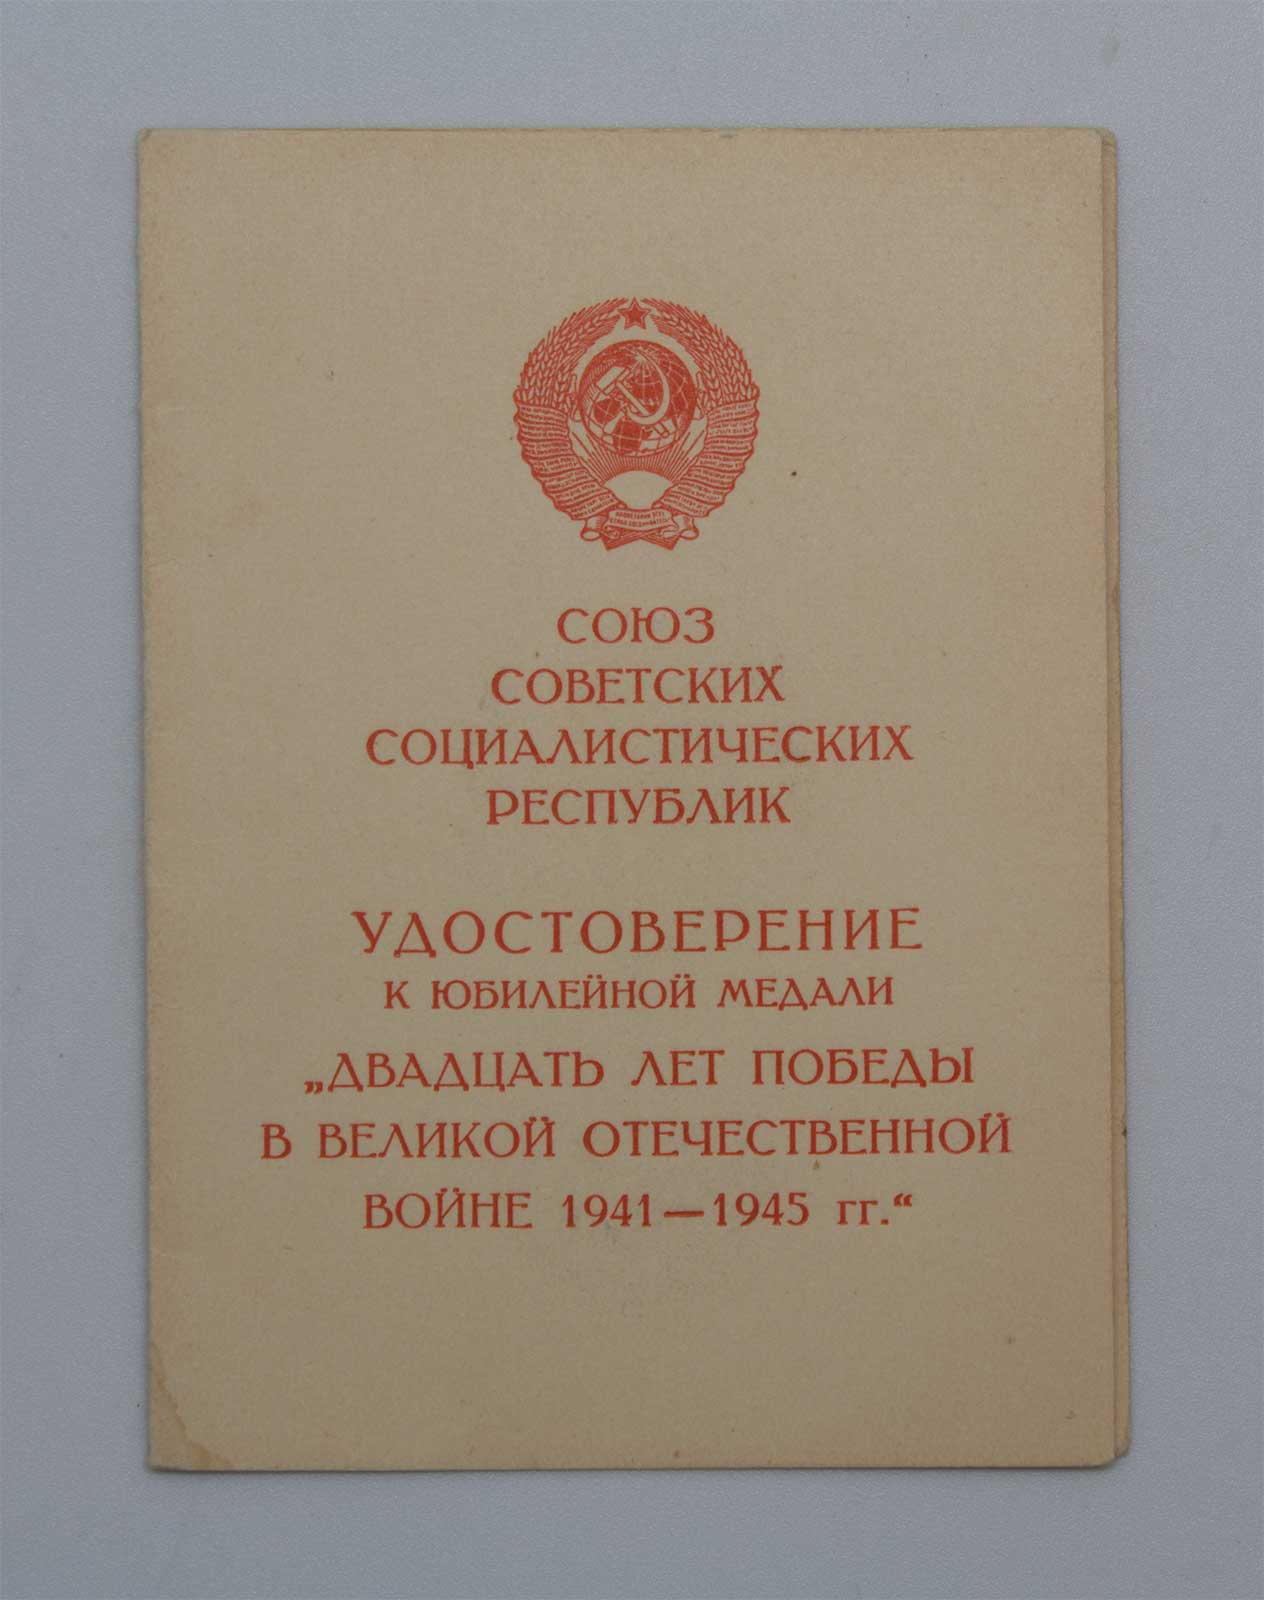 СОЮЗ
СОВЕТСКИХ
СОЦИАЛИСТИЧЕСКИХ
РЕСПУБЛИК
УДОСТОВЕРЕНИЕ
К ЮБИЛЕЙНОЙ МЕДАЛИ
„ДВАДЦАТЬ ЛЕТ ПОБЕДЫ
В ВЕЛИКОЙ ОТЕЧЕСТВЕННОЙ
ВОЙНЕ 1941—1945 гг.“